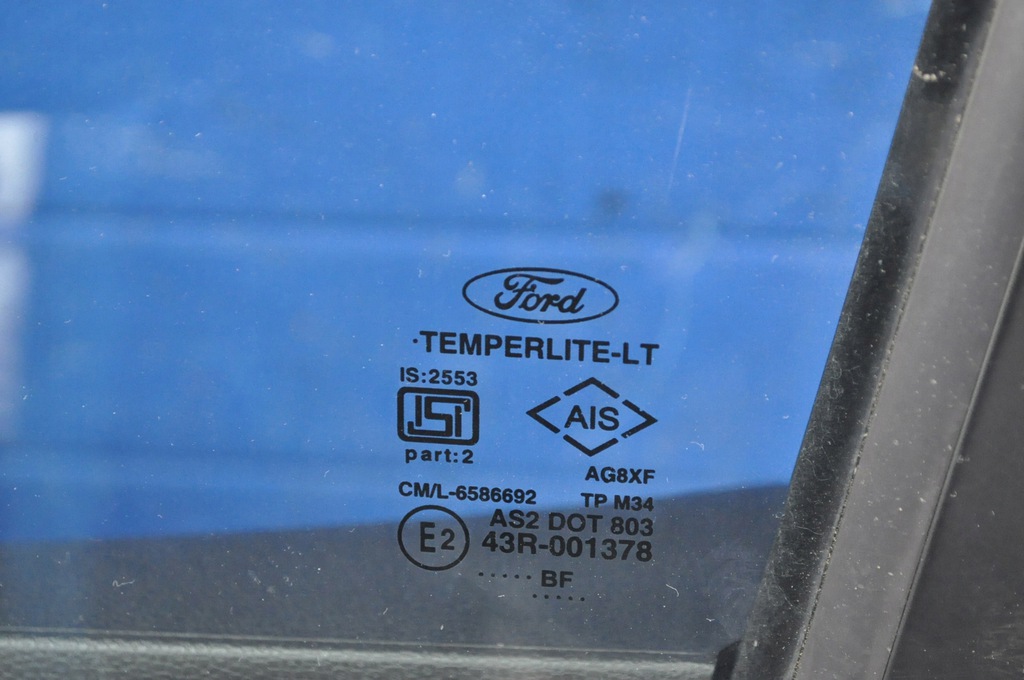 Ford
TEMPERLITE-LT
IS:2553
ISI
part:2
AIS
AG8XF
CM/L-6586692
TP M34
AS2 DOT 803
E2
43R-001378
..... BF
.....